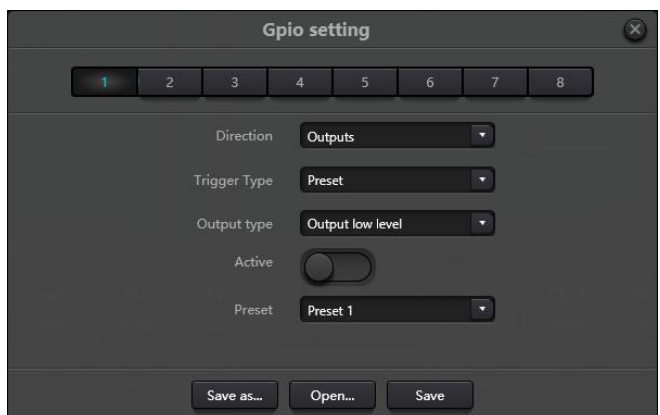 Gpio setting
1 2 3 4 5 6 7 8
Direction Outputs
Trigger Type Preset
Output type Output low level
Active
Preset Preset 1
Save as... Open... Save